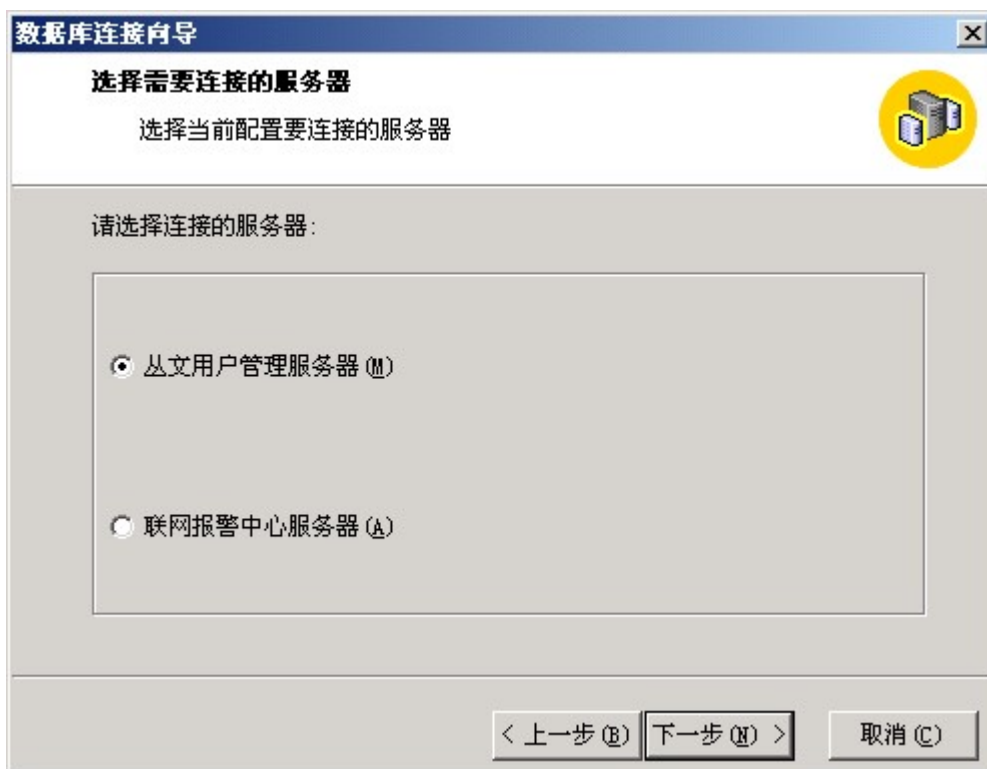 数据库连接向导
选择需要连接的服务器
选择当前配置要连接的服务器
请选择连接的服务器:
丛文用户管理服务器(M)
联网报警中心服务器(A)
< 上一步(B) 下一步(N) > 取消(C)